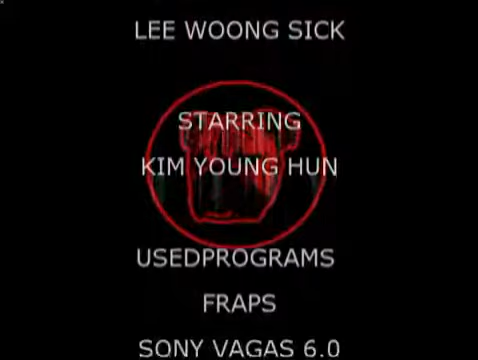 LEE WOONG SICK
STARRING
KIM YOUNG HUN
USEDPROGRAMS
FRAPS
SONY VAGAS 6.0